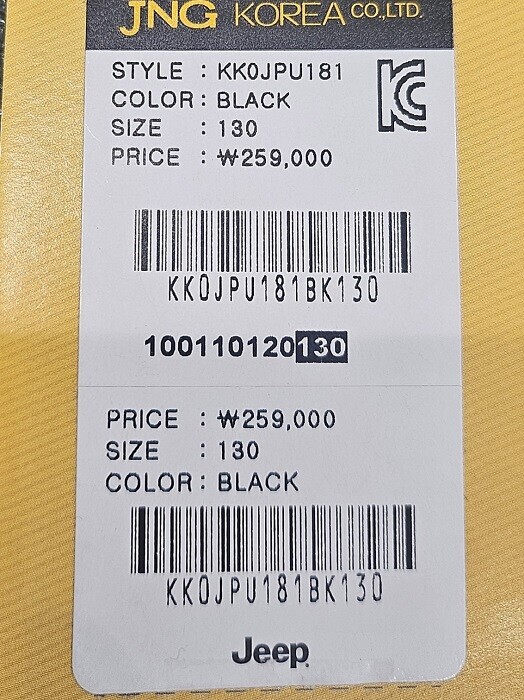 JNG KOREA CO.,LTD.
STYLE : KK0JPU181
COLOR : BLACK
SIZE : 130
PRICE : ₩259,000
KC
KK0JPU181BK130
100110120130
PRICE : ₩259,000
SIZE : 130
COLOR : BLACK
KK0JPU181BK130
Jeep